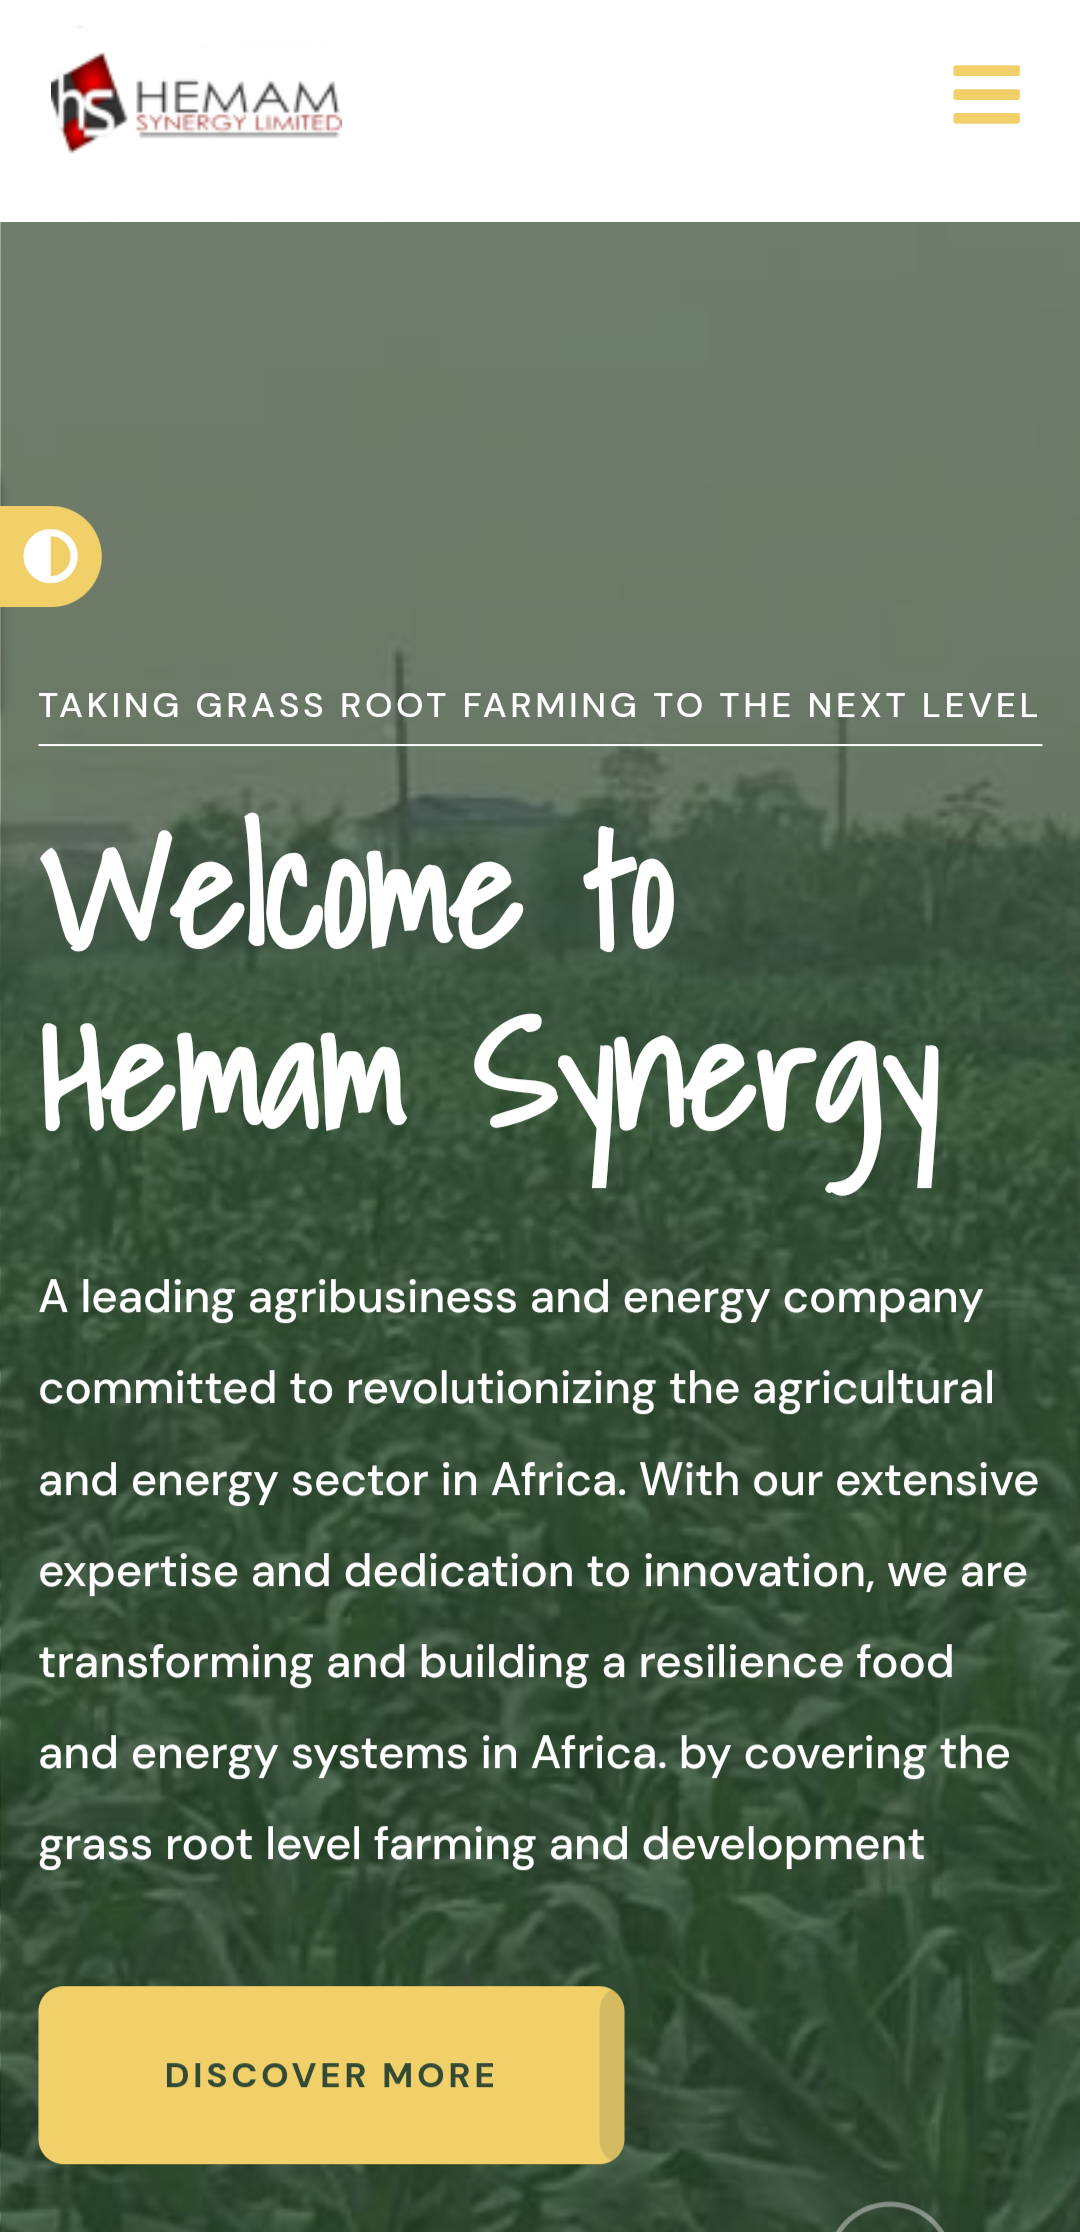 hs HEMAM
SYNERGY LIMITED
TAKING GRASS ROOT FARMING TO THE NEXT LEVEL
Welcome to
Hemam Synergy
A leading agribusiness and energy company
committed to revolutionizing the agricultural
and energy sector in Africa. With our extensive
expertise and dedication to innovation, we are
transforming and building a resilience food
and energy systems in Africa. by covering the
grass root level farming and development
DISCOVER MORE